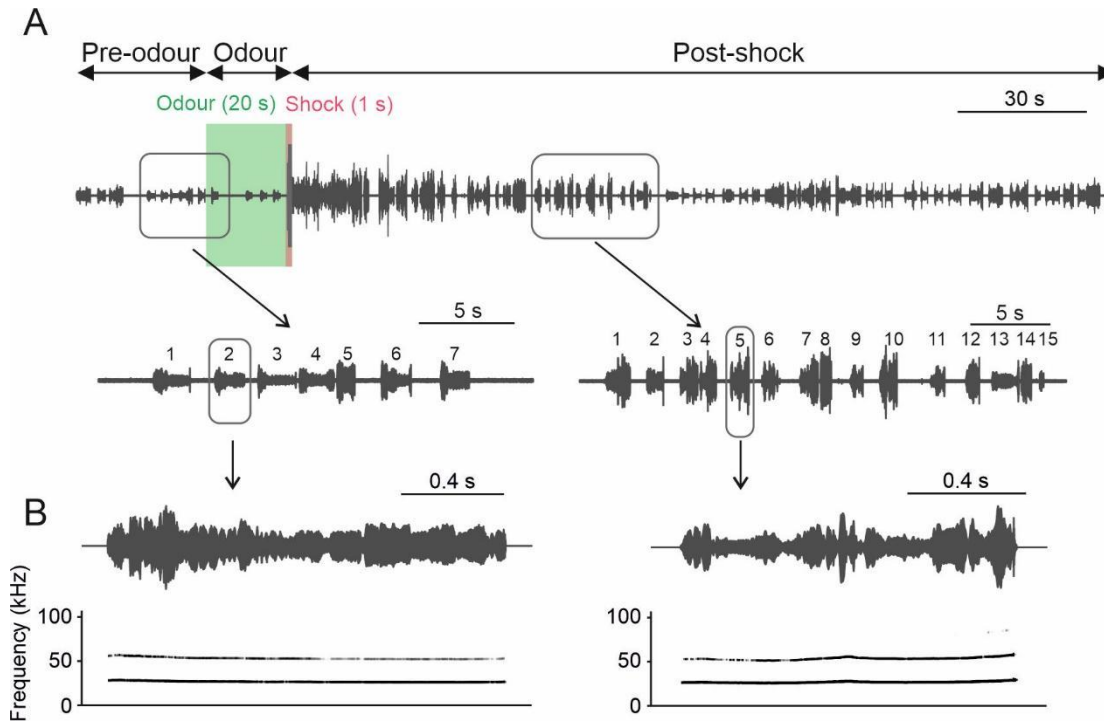 A
Pre-odour Odour Post-shock
Odour (20 s) Shock (1 s) 30 s
5 s 5 s
1 2 3 4 5 6 7 1 2 3 4 5 6 7 8 9 10 11 12 13 14 15
0.4 s 0.4 s
B
Frequency (kHz)
100 100
50 50
0 0